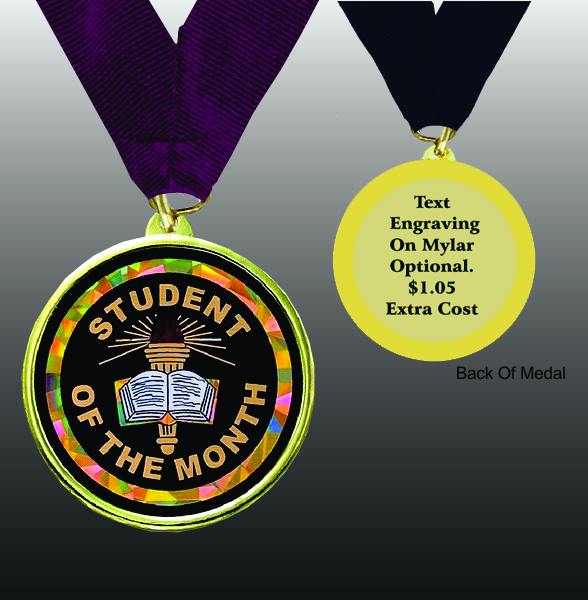 STUDENT
OF THE MONTH
Text
Engraving
On Mylar
Optional.
$1.05
Extra Cost
Back Of Medal